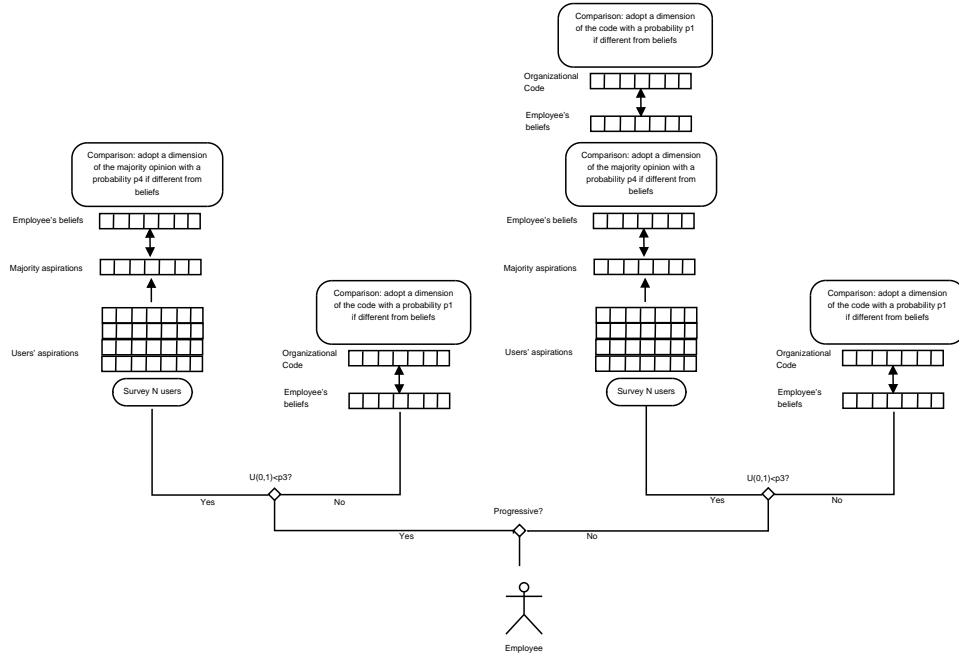 Comparison: adopt a dimension
of the code with a probability p1
if different from beliefs
Organizational
Code
Employee's
beliefs
Comparison: adopt a dimension
of the majority opinion with a
probability p4 if different from
beliefs
Employee's beliefs
Majority aspirations
Users' aspirations
Survey N users
Comparison: adopt a dimension
of the code with a probability p1
if different from beliefs
Organizational
Code
Employee's
beliefs
Comparison: adopt a dimension
of the majority opinion with a
probability p4 if different from
beliefs
Employee's beliefs
Majority aspirations
Users' aspirations
Survey N users
Comparison: adopt a dimension
of the code with a probability p1
if different from beliefs
Organizational
Code
Employee's
beliefs
U(0,1)<p3?
Yes
No
U(0,1)<p3?
Yes
No
Progressive?
Yes
No
Employee